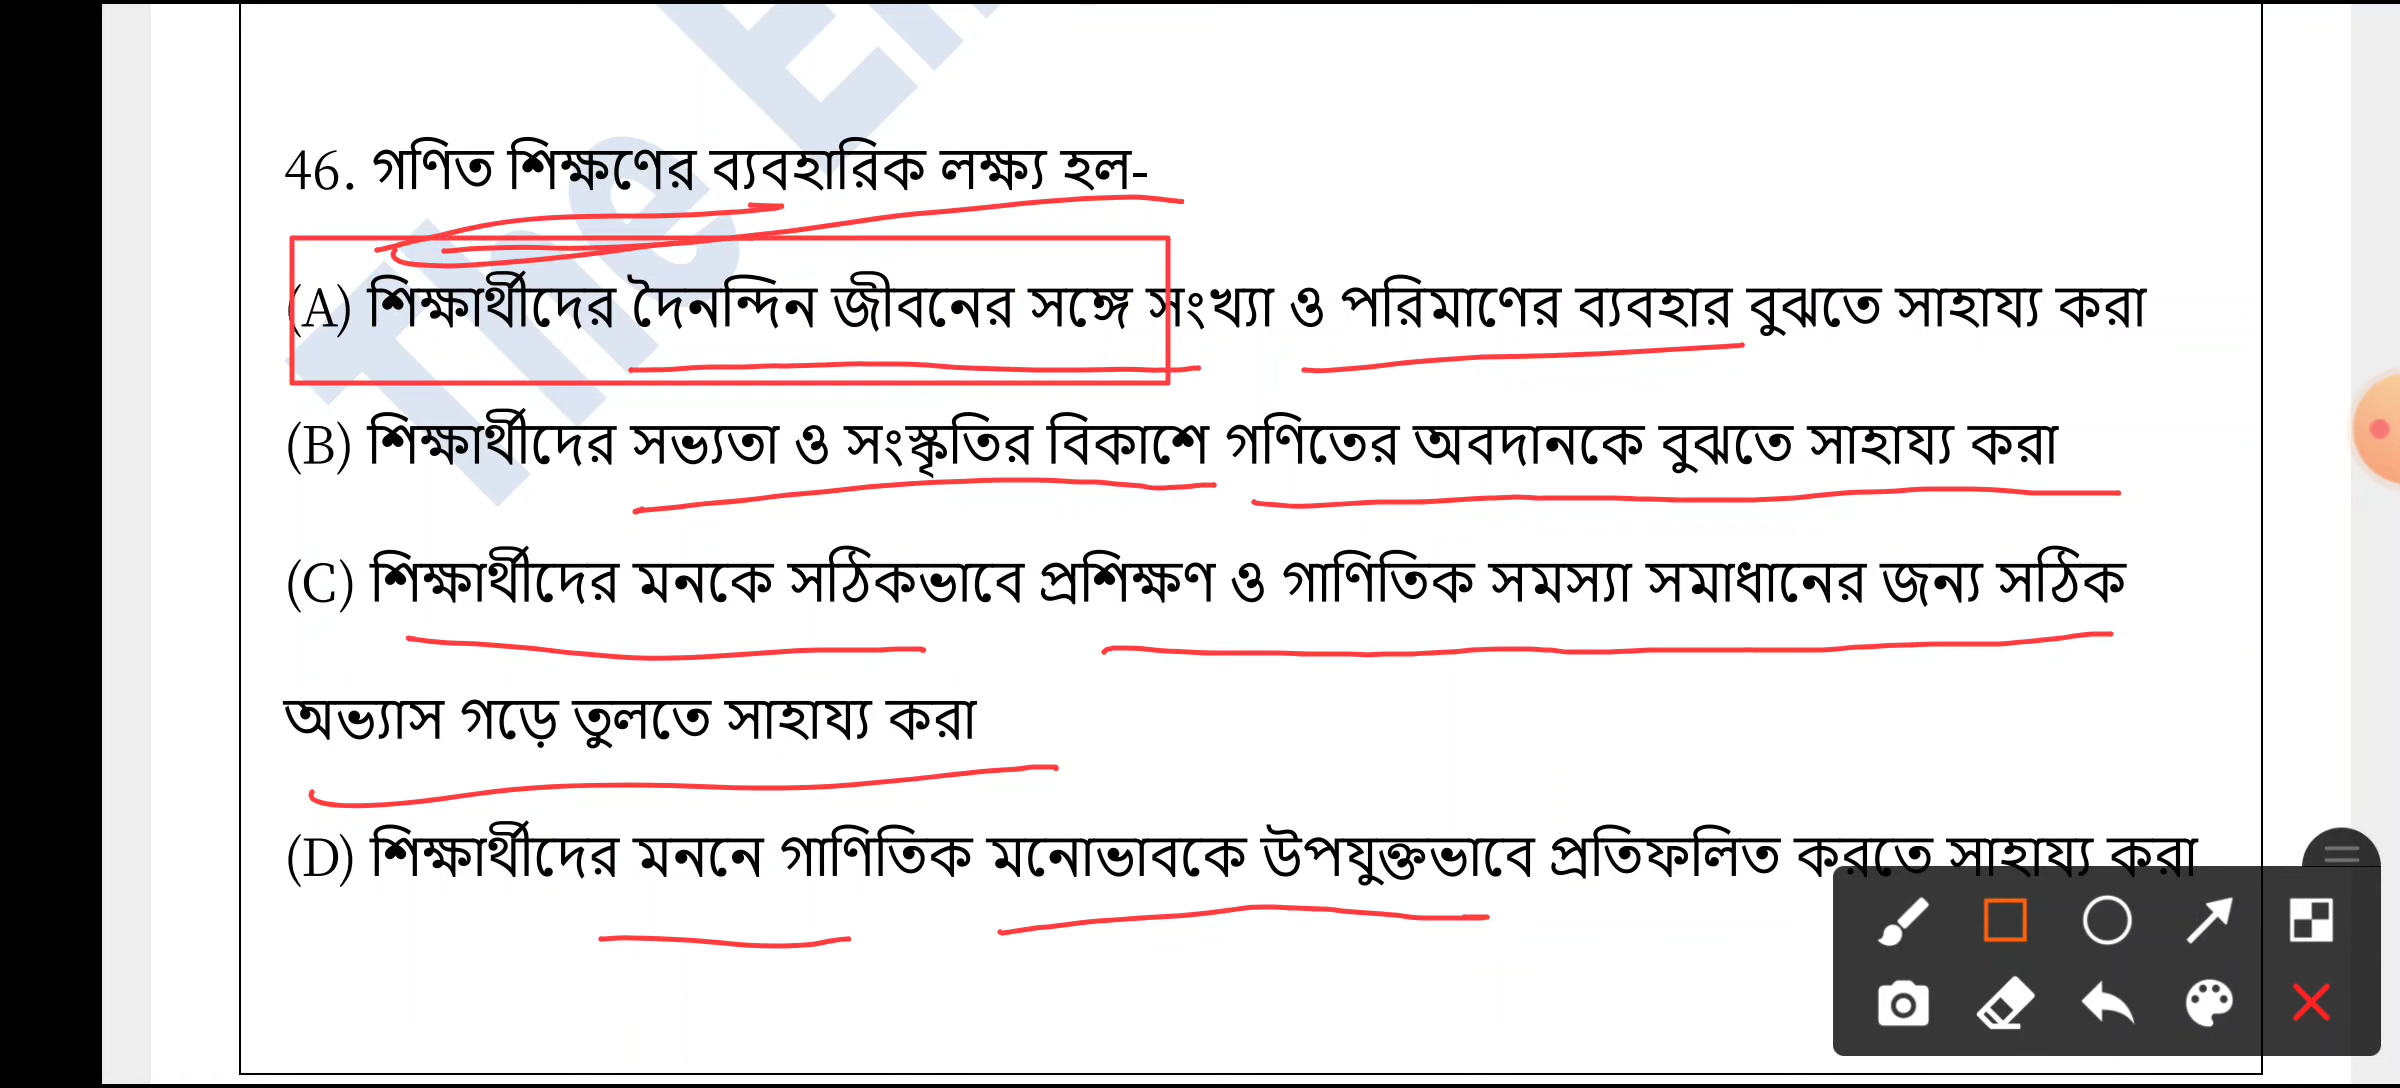 46. গণিত শিক্ষণের ব্যবহারিক লক্ষ্য হল-
(A) শিক্ষার্থীদের দৈনন্দিন জীবনের সঙ্গে সংখ্যা ও পরিমাণের ব্যবহার বুঝতে সাহায্য করা
(B) শিক্ষার্থীদের সভ্যতা ও সংস্কৃতির বিকাশে গণিতের অবদানকে বুঝতে সাহায্য করা
(C) শিক্ষার্থীদের মনকে সঠিকভাবে প্রশিক্ষণ ও গাণিতিক সমস্যা সমাধানের জন্য সঠিক
অভ্যাস গড়ে তুলতে সাহায্য করা
(D) শিক্ষার্থীদের মননে গাণিতিক মনোভাবকে উপযুক্তভাবে প্রতিফলিত করতে সাহায্য করা
The